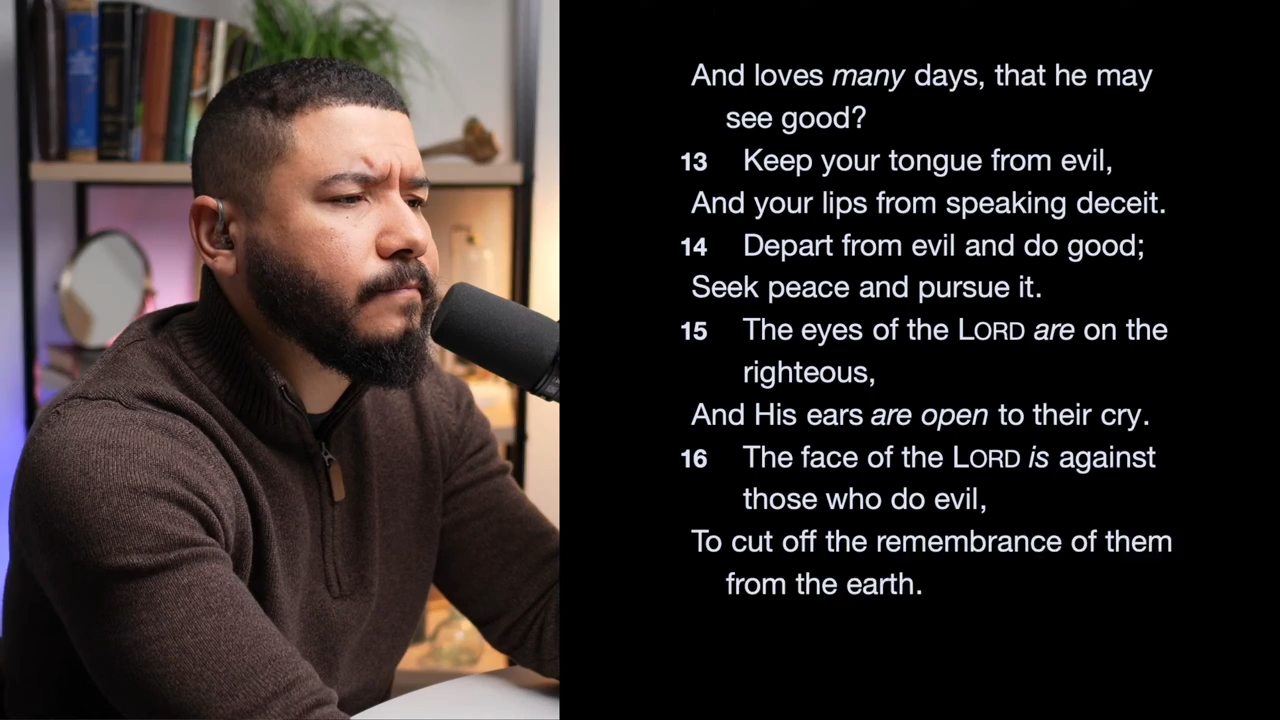 And loves many days, that he may
see good?
13 Keep your tongue from evil,
And your lips from speaking deceit.
14 Depart from evil and do good;
Seek peace and pursue it.
15 The eyes of the LORD are on the
righteous,
And His ears are open to their cry.
16 The face of the LORD is against
those who do evil,
To cut off the remembrance of them
from the earth.